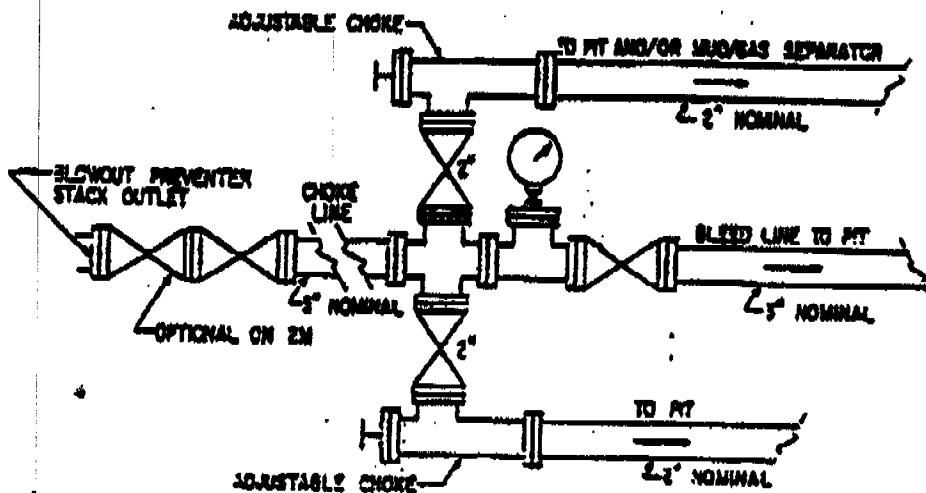 ADJUSTABLE CHOKE
TO PIT AND/OR MUD/GAS SEPARATOR
2" NOMINAL
2"
BLOWOUT PREVENTER
STACK OUTLET
CHOKE
LINE
BLEED LINE TO PIT
3" NOMINAL
3" NOMINAL
OPTIONAL ON 2M
2"
TO PIT
2" NOMINAL
ADJUSTABLE CHOKE